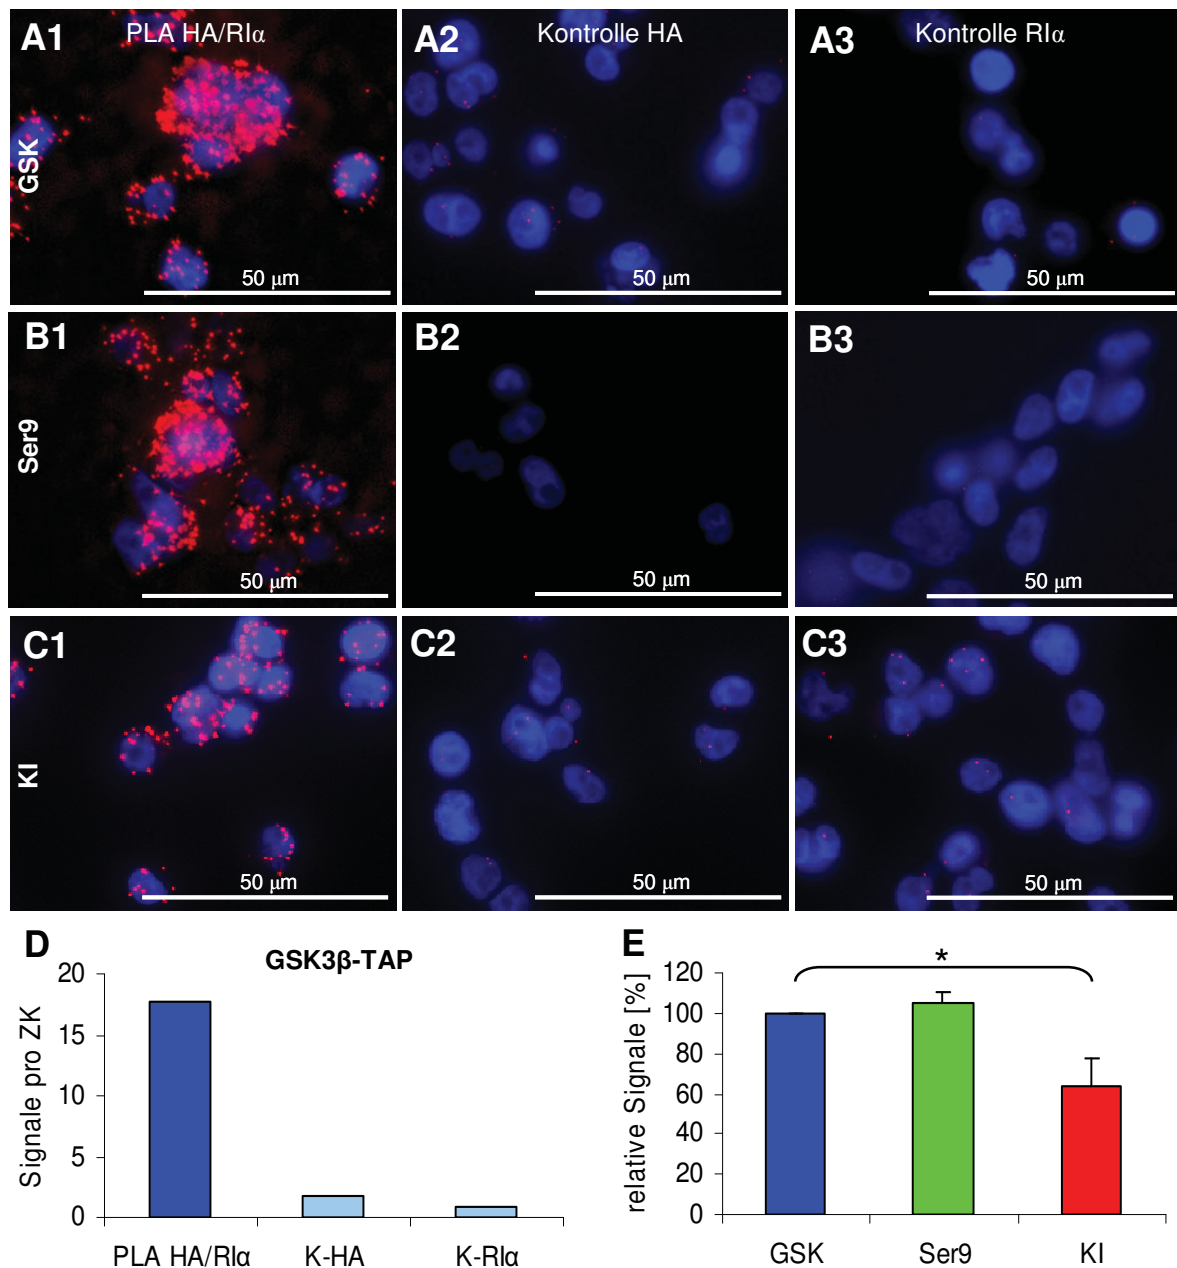 A1 PLA HA/RIα
A2 Kontrolle HA
A3 Kontrolle RIα
GSK
50 µm
50 µm
50 µm
B1
B2
B3
Ser9
50 µm
50 µm
50 µm
C1
C2
C3
KI
50 µm
50 µm
50 µm
D
GSK3β-TAP
Signale pro ZK
20
15
10
5
0
PLA HA/RIα K-HA K-RIα
E
*
relative Signale [%]
120
100
80
60
40
20
0
GSK Ser9 KI